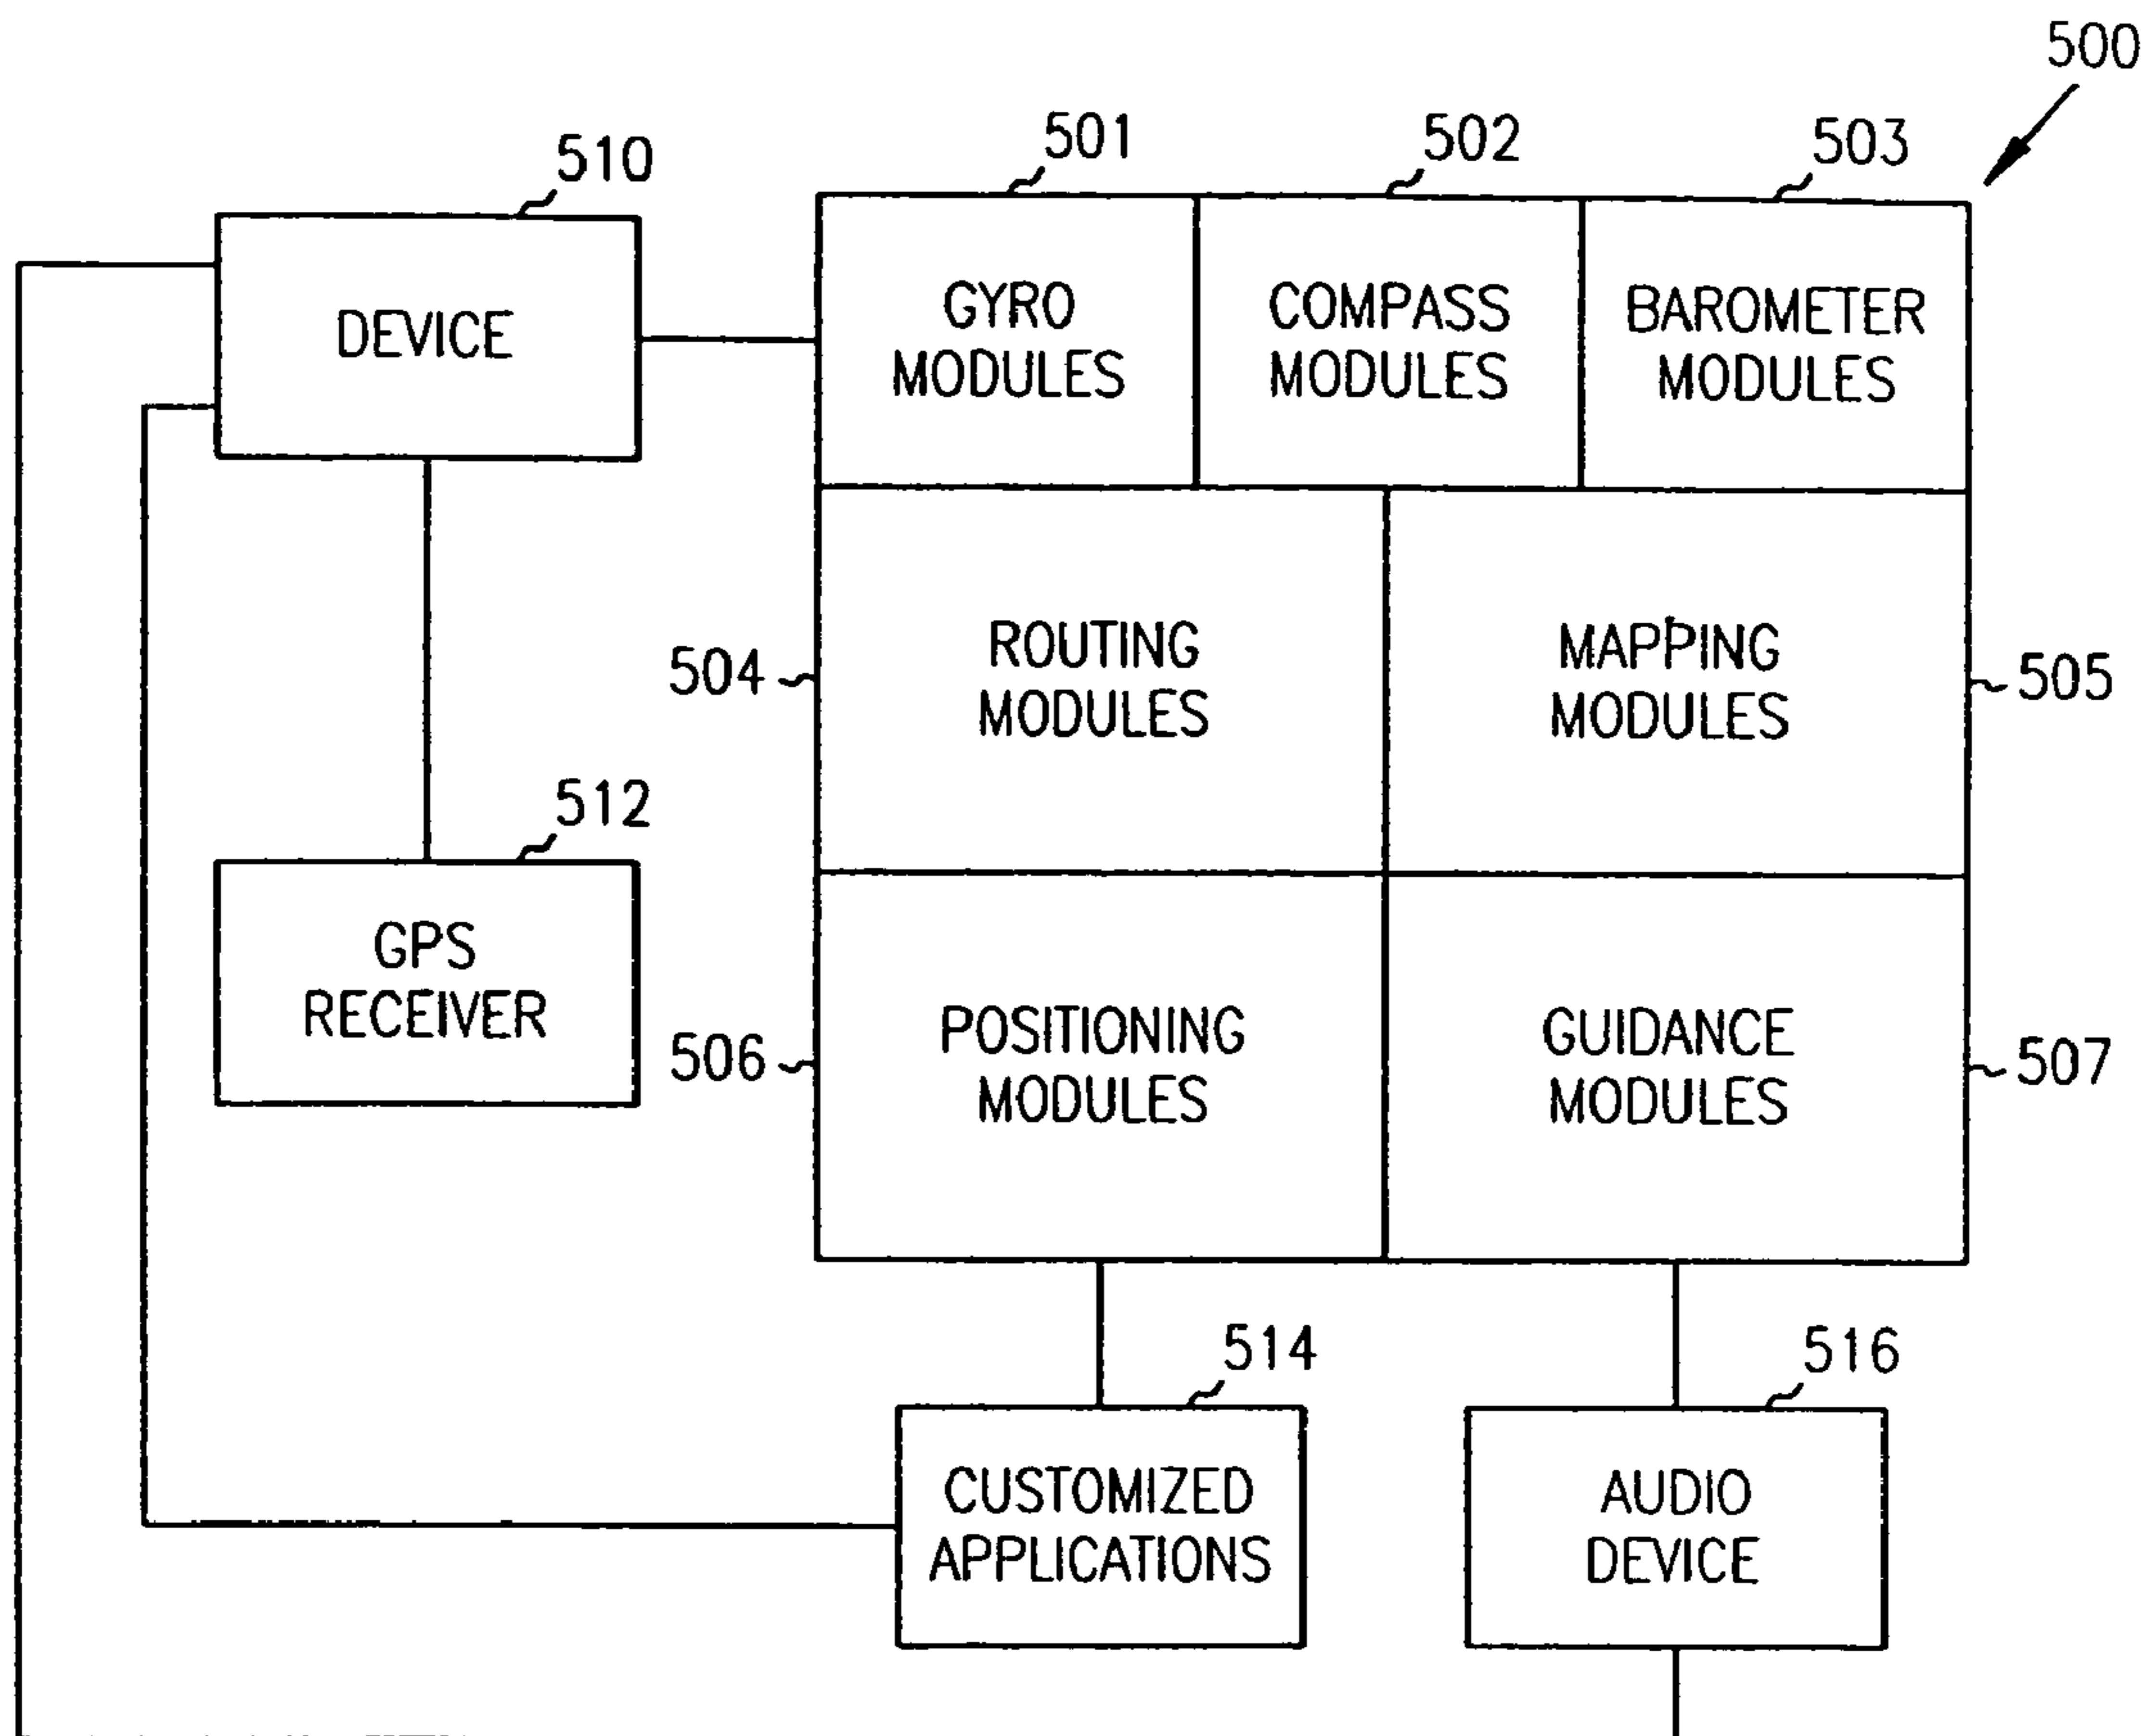 500
510
501
502
503
DEVICE
GYRO
MODULES
COMPASS
MODULES
BAROMETER
MODULES
504
ROUTING
MODULES
MAPPING
MODULES
505
512
GPS
RECEIVER
506
POSITIONING
MODULES
GUIDANCE
MODULES
507
514
516
CUSTOMIZED
APPLICATIONS
AUDIO
DEVICE